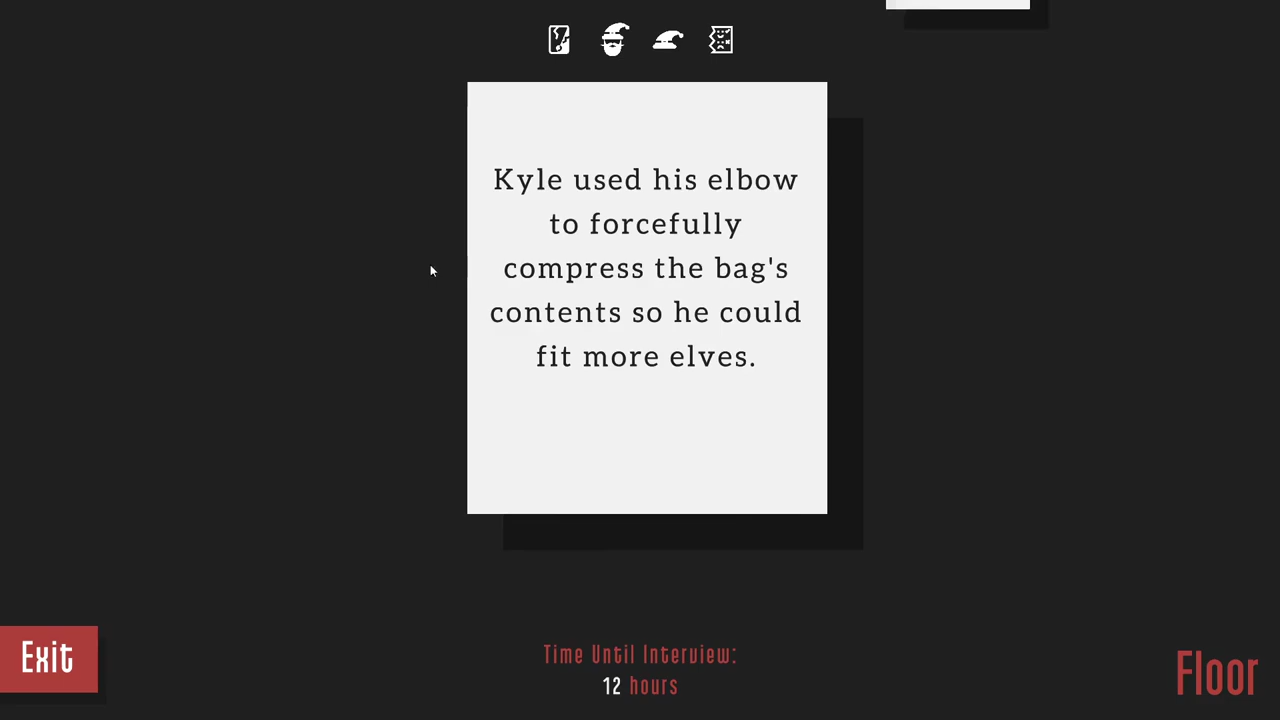 Kyle used his elbow
to forcefully
compress the bag's
contents so he could
fit more elves.
Exit
Time Until Interview:
12 hours
Floor